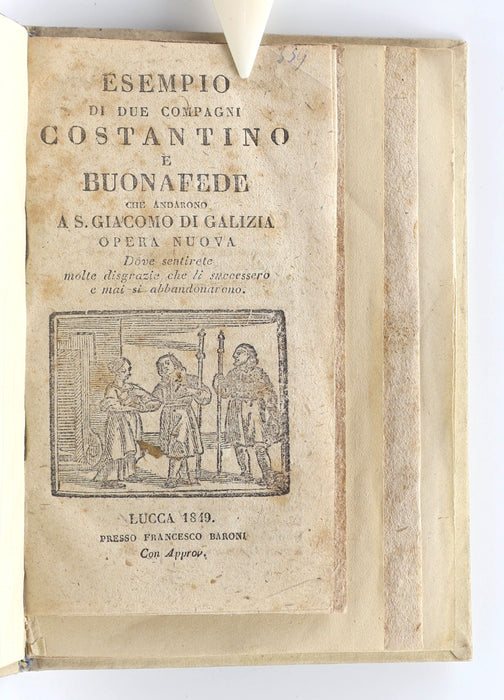 ESEMPIO
DI DUE COMPAGNI
COSTANTINO
E
BUONAFEDE
CHE ANDARONO
A S. GIACOMO DI GALIZIA
OPERA NUOVA
Dove sentirete
molte disgrazie che li successero
e mai si abbandonarono.
LUCCA 1849.
PRESSO FRANCESCO BARONI
Con Approv.